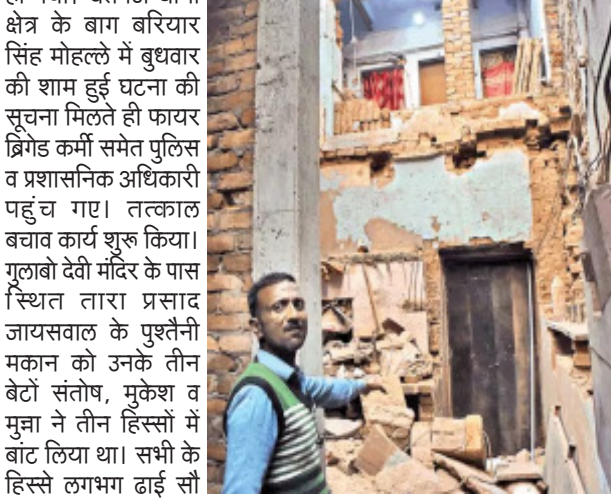 क्षेत्र के बाग बरियार
सिंह मोहल्ले में बुधवार
की शाम हुई घटना की
सूचना मिलते ही फायर
ब्रिगेड कर्मी समेत पुलिस
व प्रशासनिक अधिकारी
पहुंच गए। तत्काल
बचाव कार्य शुरू किया।
गुलाबो देवी मंदिर के पास
स्थित तारा प्रसाद
जायसवाल के पुश्तैनी
मकान को उनके तीन
बेटों संतोष, मुकेश व
मुन्ना ने तीन हिस्सों में
बांट लिया था। सभी के
हिस्से लगभग ढाई सौ